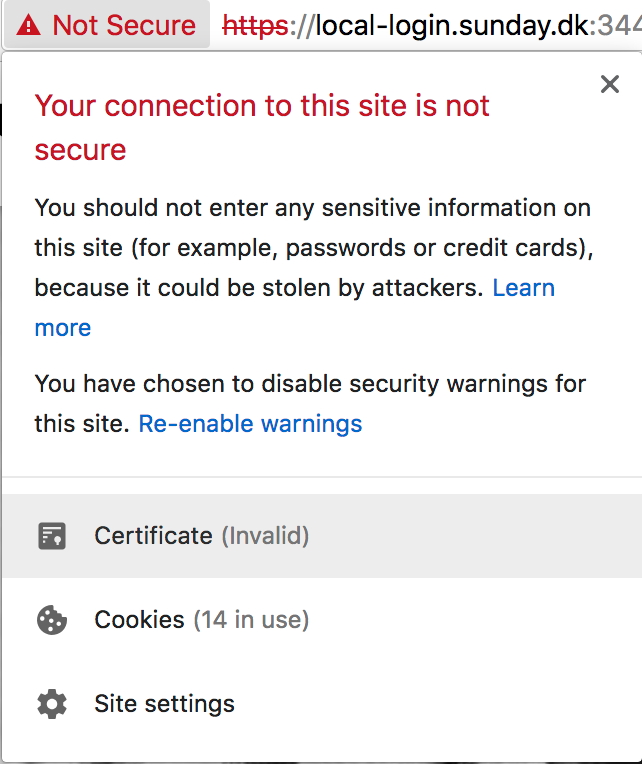 Not Secure https://local-login.sunday.dk:344
Your connection to this site is not
secure
You should not enter any sensitive information on
this site (for example, passwords or credit cards),
because it could be stolen by attackers. Learn
more
You have chosen to disable security warnings for
this site. Re-enable warnings
Certificate (Invalid)
Cookies (14 in use)
Site settings